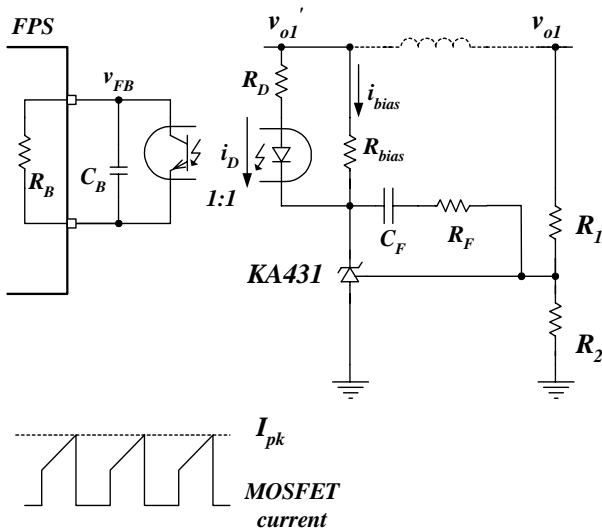 FPS
v_o1'
v_o1
v_FB
R_D
i_bias
i_D
R_bias
R_B
C_B
1:1
C_F
R_F
R_1
KA431
R_2
I_pk
MOSFET
current